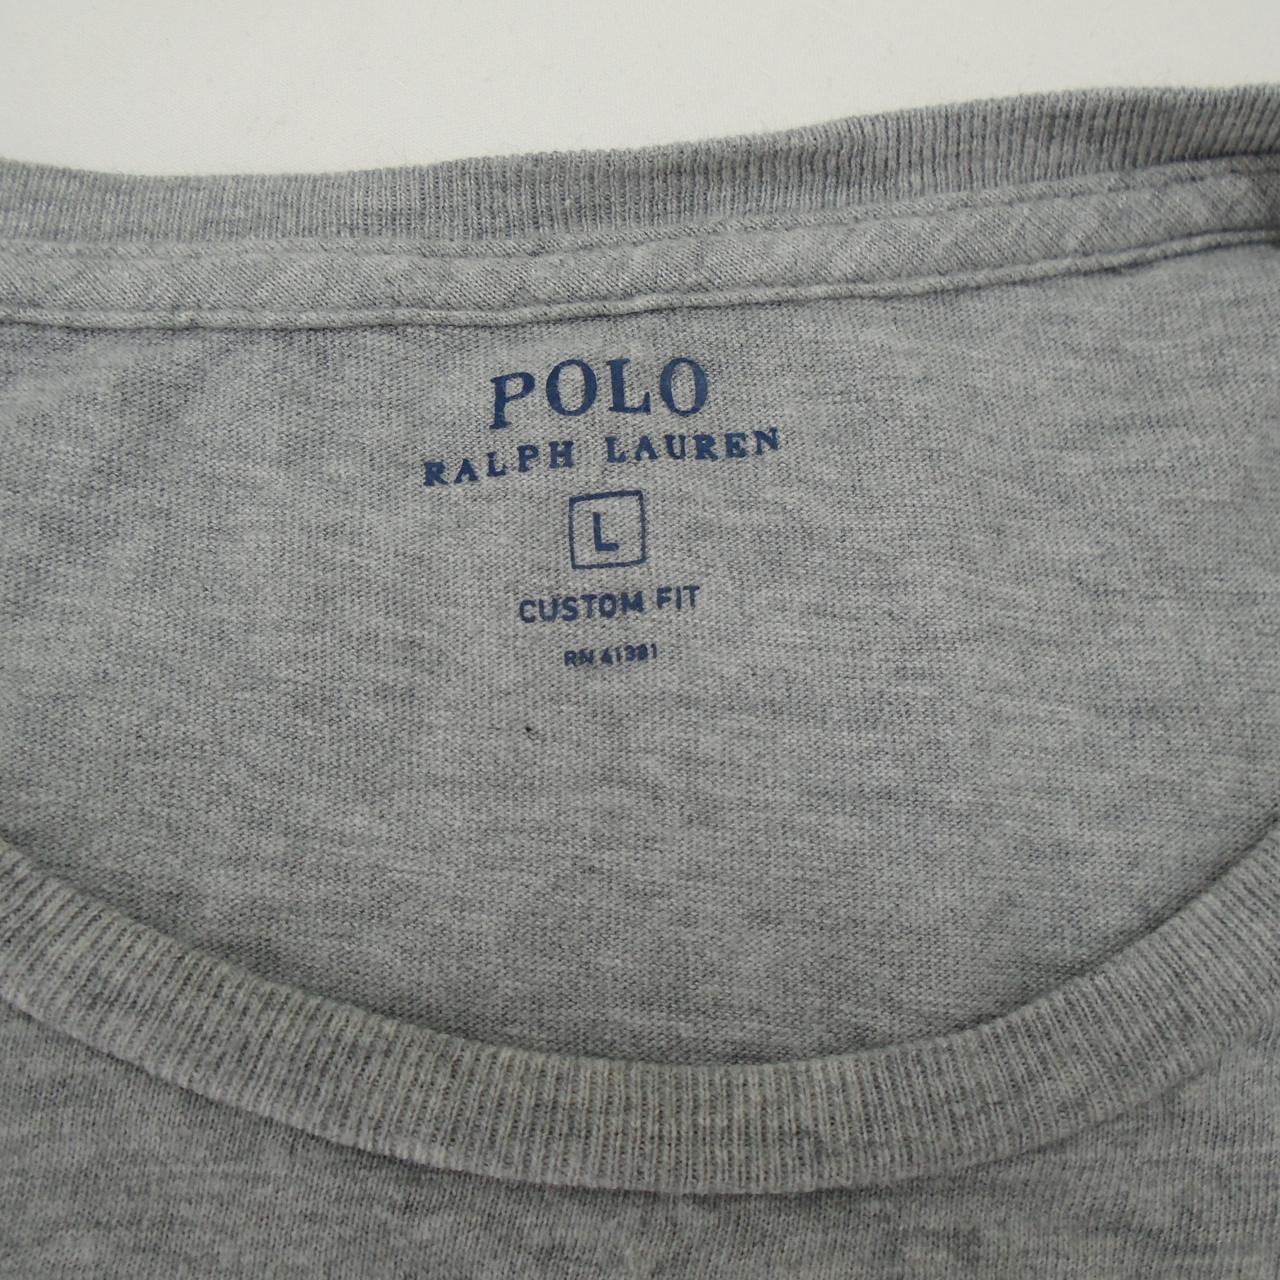 POLO
RALPH LAUREN
L
CUSTOM FIT
RN 41381